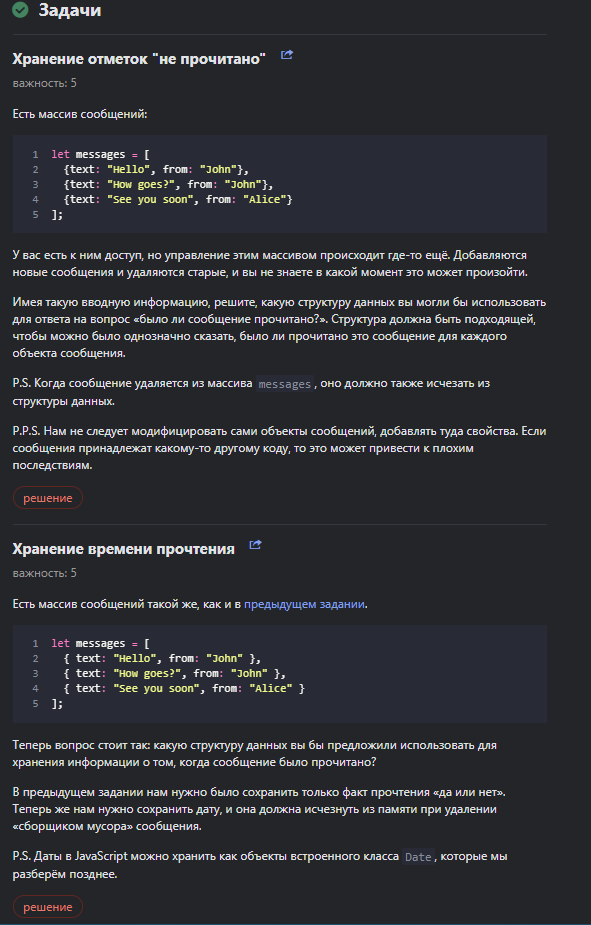 Задачи
Хранение отметок "не прочитано"
важность: 5
Есть массив сообщений:
1 let messages = [
2 {text: "Hello", from: "John"},
3 {text: "How goes?", from: "John"},
4 {text: "See you soon", from: "Alice"}
5 ];
У вас есть к ним доступ, но управление этим массивом происходит где-то ещё. Добавляются
новые сообщения и удаляются старые, и вы не знаете в какой момент это может произойти.
Имея такую вводную информацию, решите, какую структуру данных вы могли бы использовать
для ответа на вопрос «было ли сообщение прочитано?». Структура должна быть подходящей,
чтобы можно было однозначно сказать, было ли прочитано это сообщение для каждого
объекта сообщения.
P.S. Когда сообщение удаляется из массива messages, оно должно также исчезать из
структуры данных.
P.P.S. Нам не следует модифицировать сами объекты сообщений, добавлять туда свойства. Если
сообщения принадлежат какому-то другому коду, то это может привести к плохим
последствиям.
решение
Хранение времени прочтения
важность: 5
Есть массив сообщений такой же, как и в предыдущем задании.
1 let messages = [
2 { text: "Hello", from: "John" },
3 { text: "How goes?", from: "John" },
4 { text: "See you soon", from: "Alice" }
5 ];
Теперь вопрос стоит так: какую структуру данных вы бы предложили использовать для
хранения информации о том, когда сообщение было прочитано?
В предыдущем задании нам нужно было сохранить только факт прочтения «да или нет».
Теперь же нам нужно сохранить дату, и она должна исчезнуть из памяти при удалении
«сборщиком мусора» сообщения.
P.S. Даты в JavaScript можно хранить как объекты встроенного класса Date, которые мы
разберём позднее.
решение